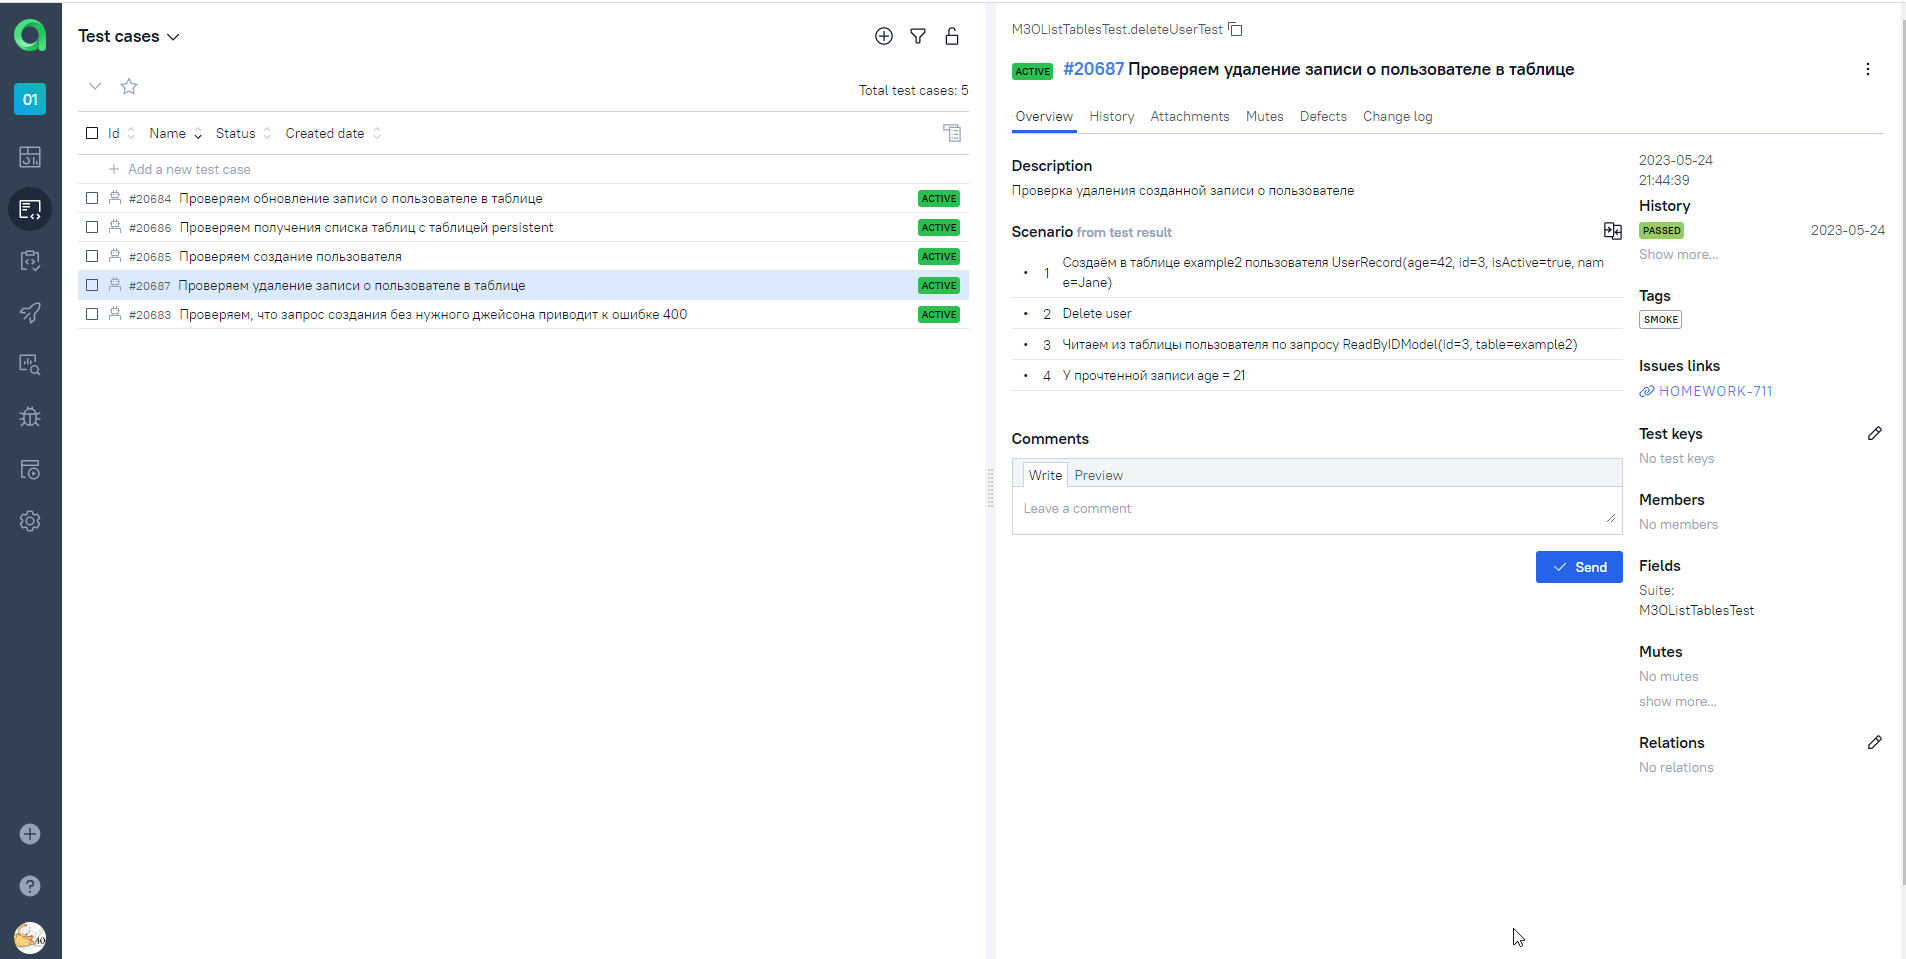 01
Test cases
Total test cases: 5
Id Name Status Created date
Add a new test case
#20684 Проверяем обновление записи о пользователе в таблице ACTIVE
#20686 Проверяем получения списка таблиц с таблицей persistent ACTIVE
#20685 Проверяем создание пользователя ACTIVE
#20687 Проверяем удаление записи о пользователе в таблице ACTIVE
#20683 Проверяем, что запрос создания без нужного джейсона приводит к ошибке 400 ACTIVE
M3OListTablesTest.deleteUserTest
ACTIVE #20687 Проверяем удаление записи о пользователе в таблице
Overview History Attachments Mutes Defects Change log
Description
Проверка удаления созданной записи о пользователе
Scenario from test result
1 Создаём в таблице example2 пользователя UserRecord(age=42, id=3, isActive=true, nam
e=Jane)
2 Delete user
3 Читаем из таблицы пользователя по запросу ReadByIDModel(id=3, table=example2)
4 У прочтенной записи age = 21
Comments
Write Preview
Leave a comment
Send
2023-05-24
21:44:39
History
PASSED 2023-05-24
Show more...
Tags
SMOKE
Issues links
HOMEWORK-711
Test keys
No test keys
Members
No members
Fields
Suite:
M3OListTablesTest
Mutes
No mutes
show more...
Relations
No relations